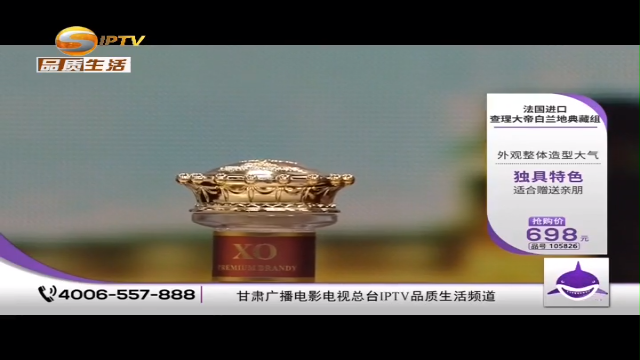 IPTV
品质生活
法国进口
查理大帝白兰地典藏组
外观整体造型大气
独具特色
适合赠送亲朋
抢购价
698元
品号 105826
XO
PREMIUM BRANDY
4006-557-888
甘肃广播电影电视总台IPTV品质生活频道